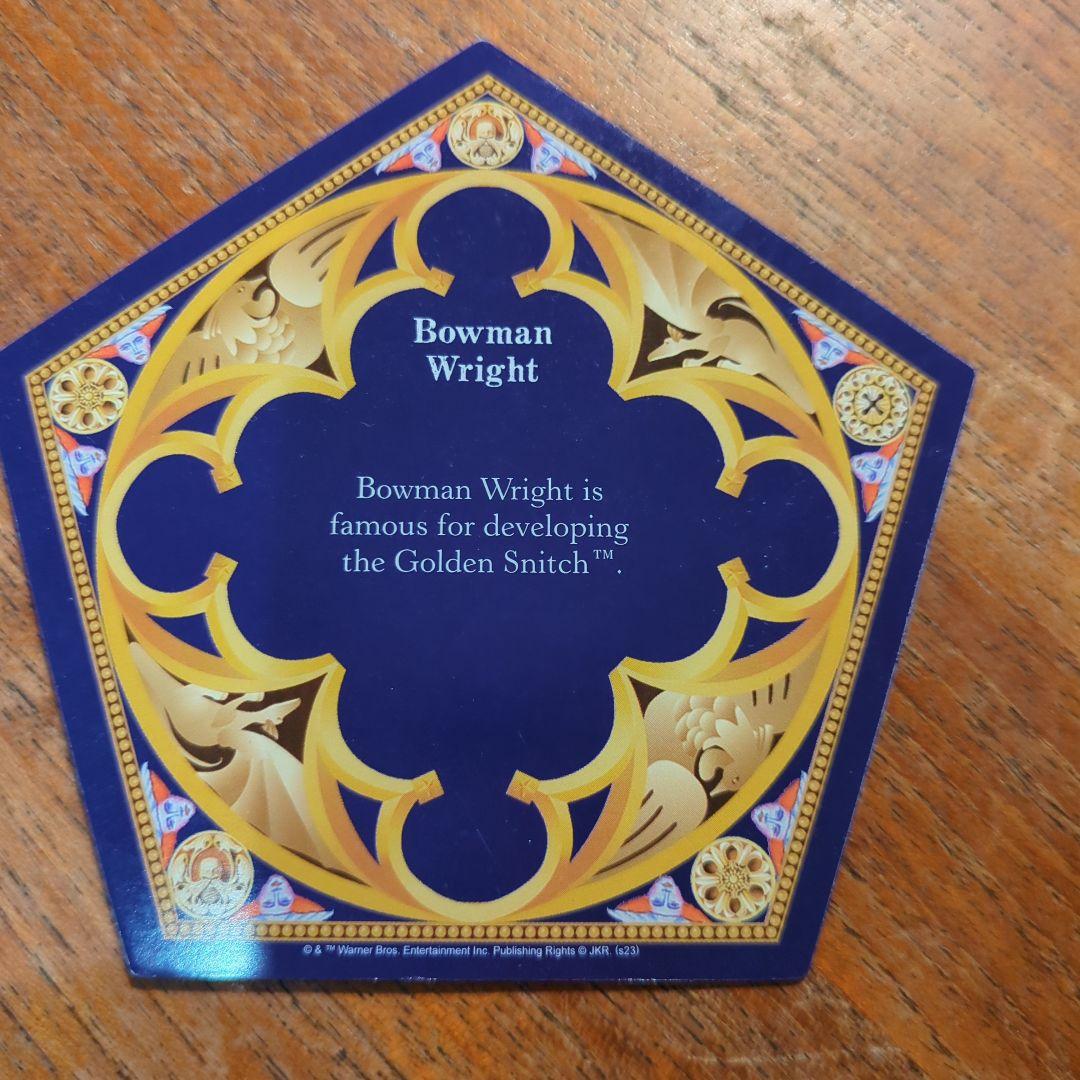 Bowman
Wright
Bowman Wright is
famous for developing
the Golden Snitch™.
© & ™ Warner Bros. Entertainment Inc. Publishing Rights © JKR. (s23)